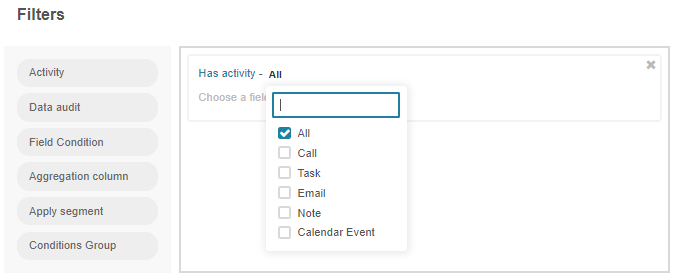 Filters
Activity
Data audit
Field Condition
Aggregation column
Apply segment
Conditions Group
Has activity - All
Choose a fiel
All
Call
Task
Email
Note
Calendar Event